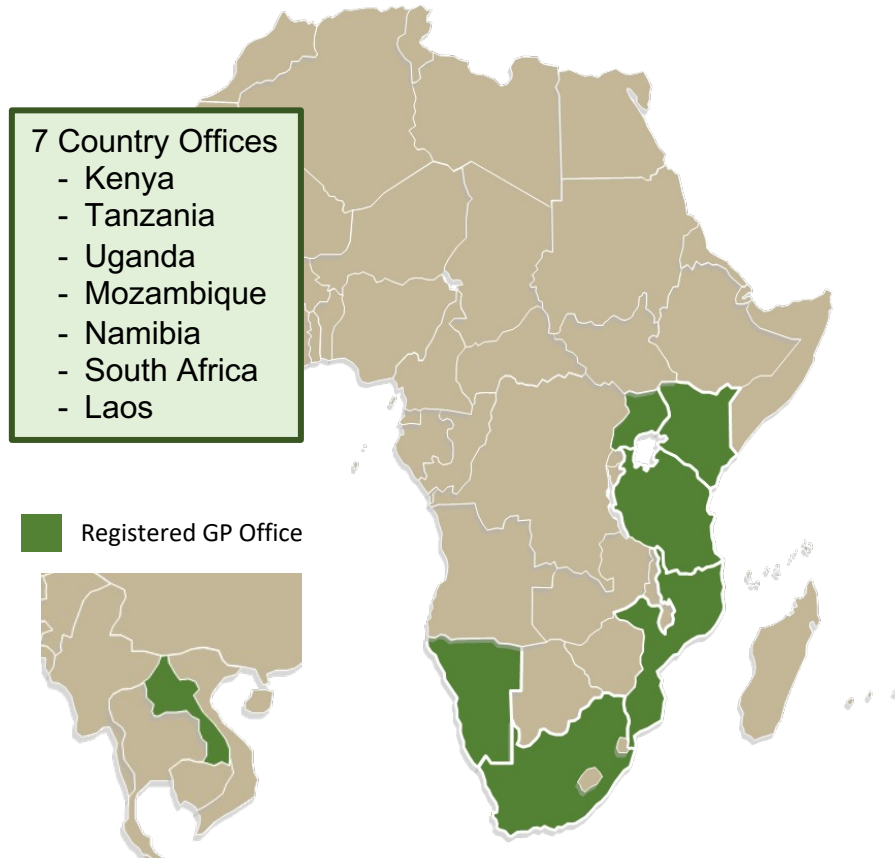 7 Country Offices
- Kenya
- Tanzania
- Uganda
- Mozambique
- Namibia
- South Africa
- Laos
Registered GP Office